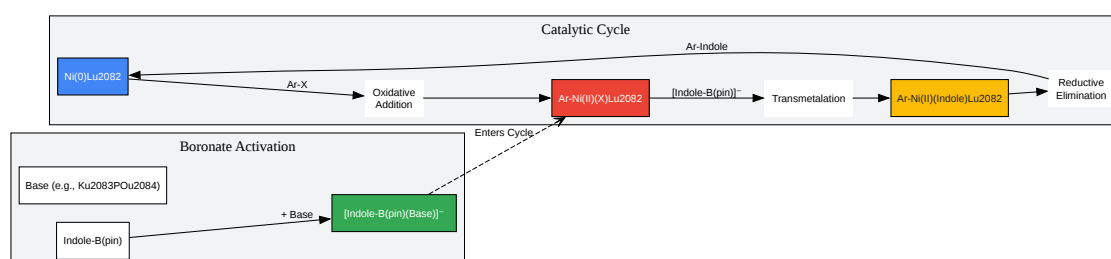 Catalytic Cycle
Ar-Indole
Ni(0)Lu2082
Ar-X
Oxidative
Addition
Ar-Ni(II)(X)Lu2082
[Indole-B(pin)]⁻
Transmetalation
Ar-Ni(II)(Indole)Lu2082
Reductive
Elimination
Enters Cycle
Boronate Activation
Base (e.g., Ku2083POu2084)
Indole-B(pin)
+ Base
[Indole-B(pin)(Base)]⁻